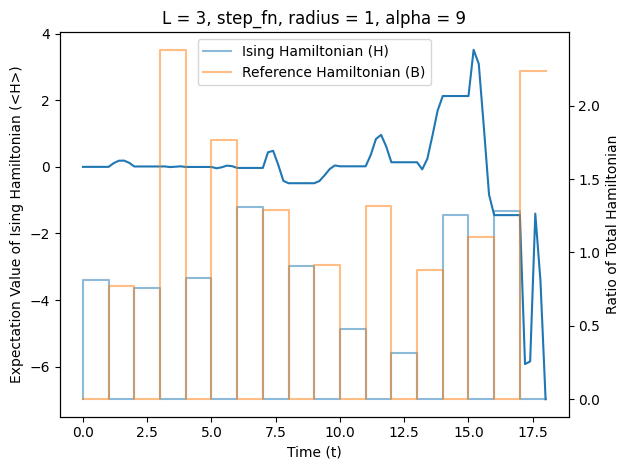 L = 3, step_fn, radius = 1, alpha = 9
Ising Hamiltonian (H)
Reference Hamiltonian (B)
Expectation Value of Ising Hamiltonian (<H>)
4
2
0
−2
−4
−6
2.0
1.5
1.0
0.5
0.0
Ratio of Total Hamiltonian
0.0 2.5 5.0 7.5 10.0 12.5 15.0 17.5
Time (t)